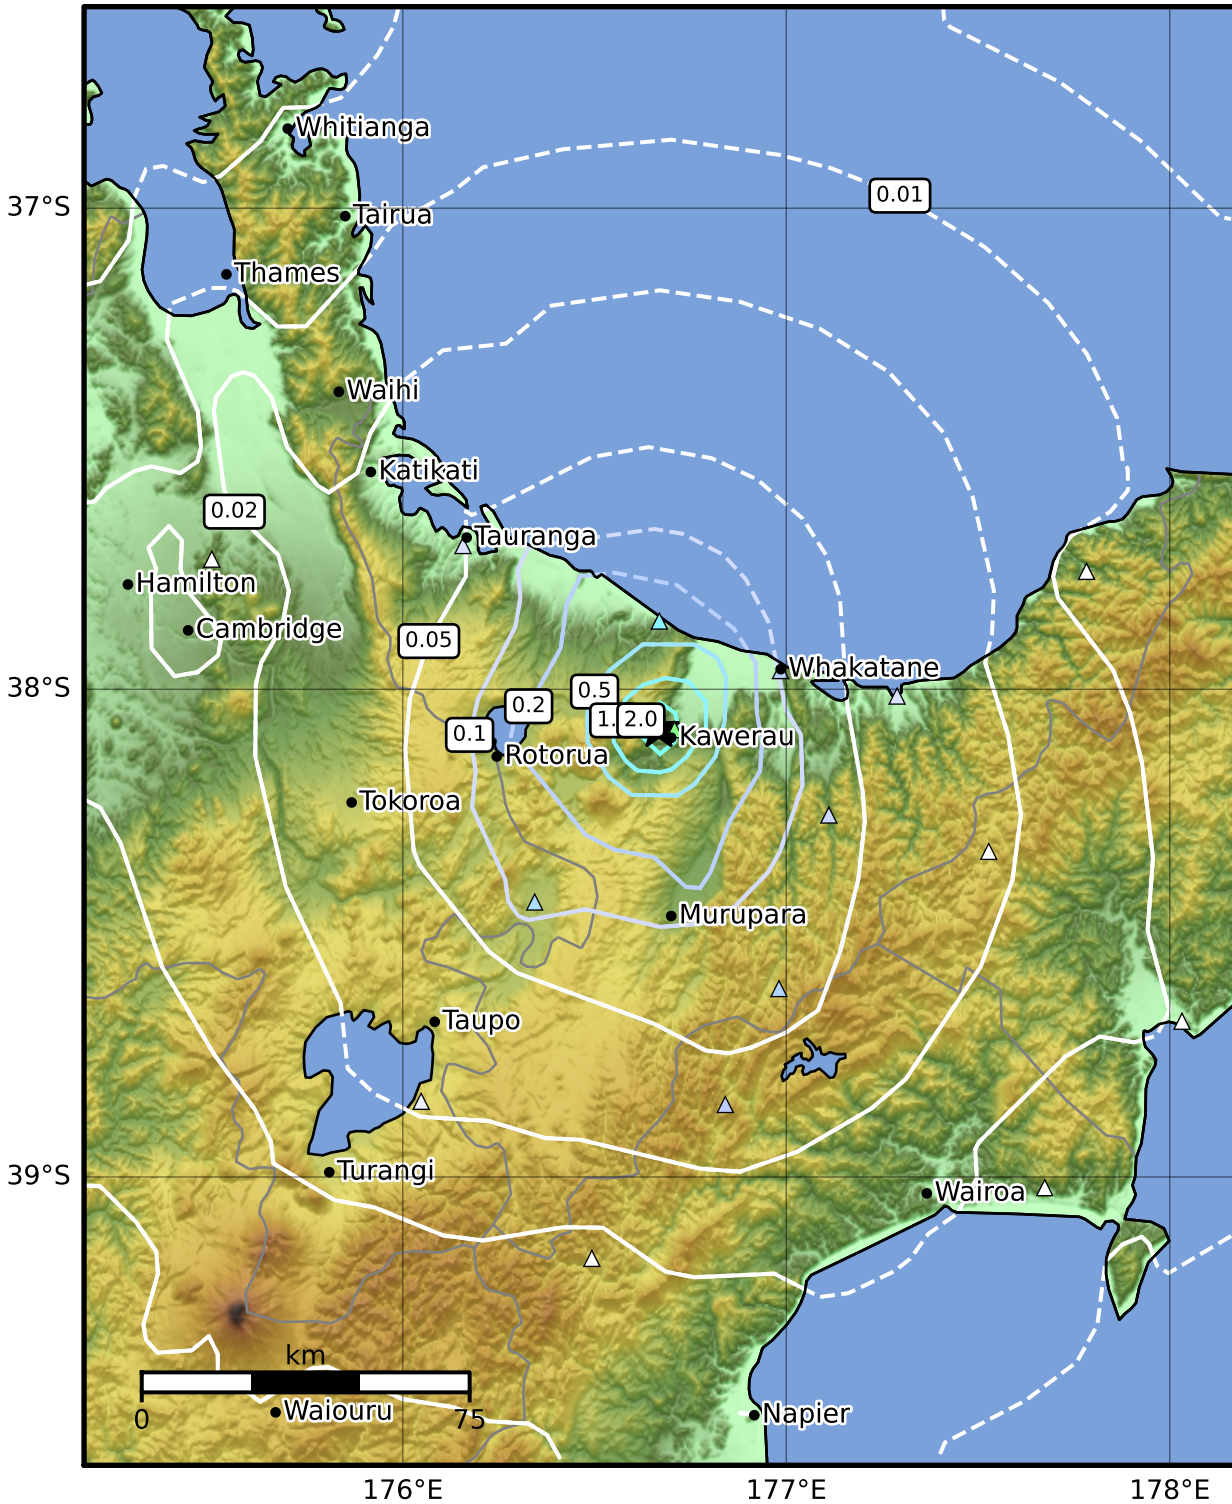 Whitianga
0.01
37°S
Tairua
Thames
Waihi
Katikati
0.02
Tauranga
Hamilton
Cambridge
0.05
Whakatane
38°S
0.5
0.2
1. 2.0
0.1
Kawerau
Rotorua
Tokoroa
Murupara
Taupo
39°S
Turangi
Wairoa
km
0 75
Waiouru
Napier
176°E 177°E 178°E